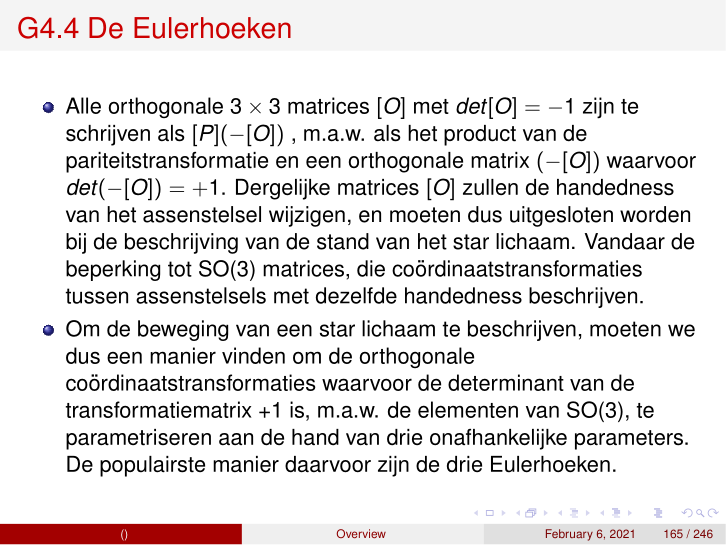 G4.4 De Eulerhoeken
Alle orthogonale 3 × 3 matrices [O] met det[O] = −1 zijn te
schrijven als [P](−[O]) , m.a.w. als het product van de
pariteitstransformatie en een orthogonale matrix (−[O]) waarvoor
det(−[O]) = +1. Dergelijke matrices [O] zullen de handedness
van het assenstelsel wijzigen, en moeten dus uitgesloten worden
bij de beschrijving van de stand van het star lichaam. Vandaar de
beperking tot SO(3) matrices, die coördinaatstransformaties
tussen assenstelsels met dezelfde handedness beschrijven.
Om de beweging van een star lichaam te beschrijven, moeten we
dus een manier vinden om de orthogonale
coördinaatstransformaties waarvoor de determinant van de
transformatiematrix +1 is, m.a.w. de elementen van SO(3), te
parametriseren aan de hand van drie onafhankelijke parameters.
De populairste manier daarvoor zijn de drie Eulerhoeken.
() Overview February 6, 2021 165 / 246